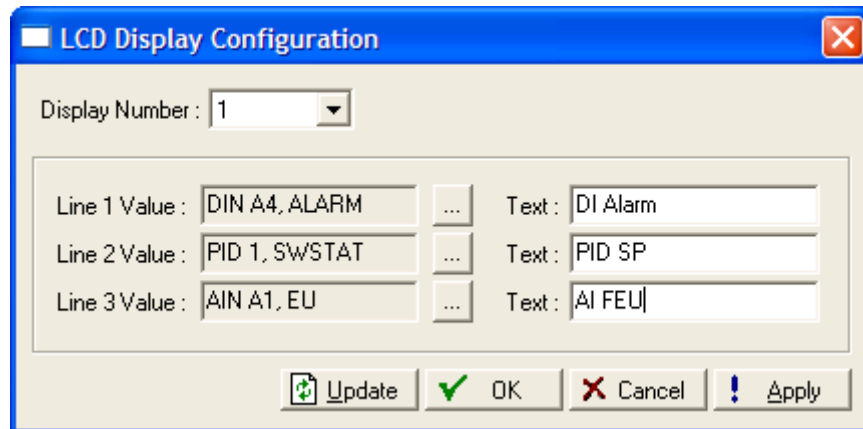 LCD Display Configuration
Display Number : 1
Line 1 Value : DIN A4, ALARM ... Text : DI Alarm
Line 2 Value : PID 1, SWSTAT ... Text : PID SP
Line 3 Value : AIN A1, EU ... Text : AI FEU
Update OK Cancel ! Apply